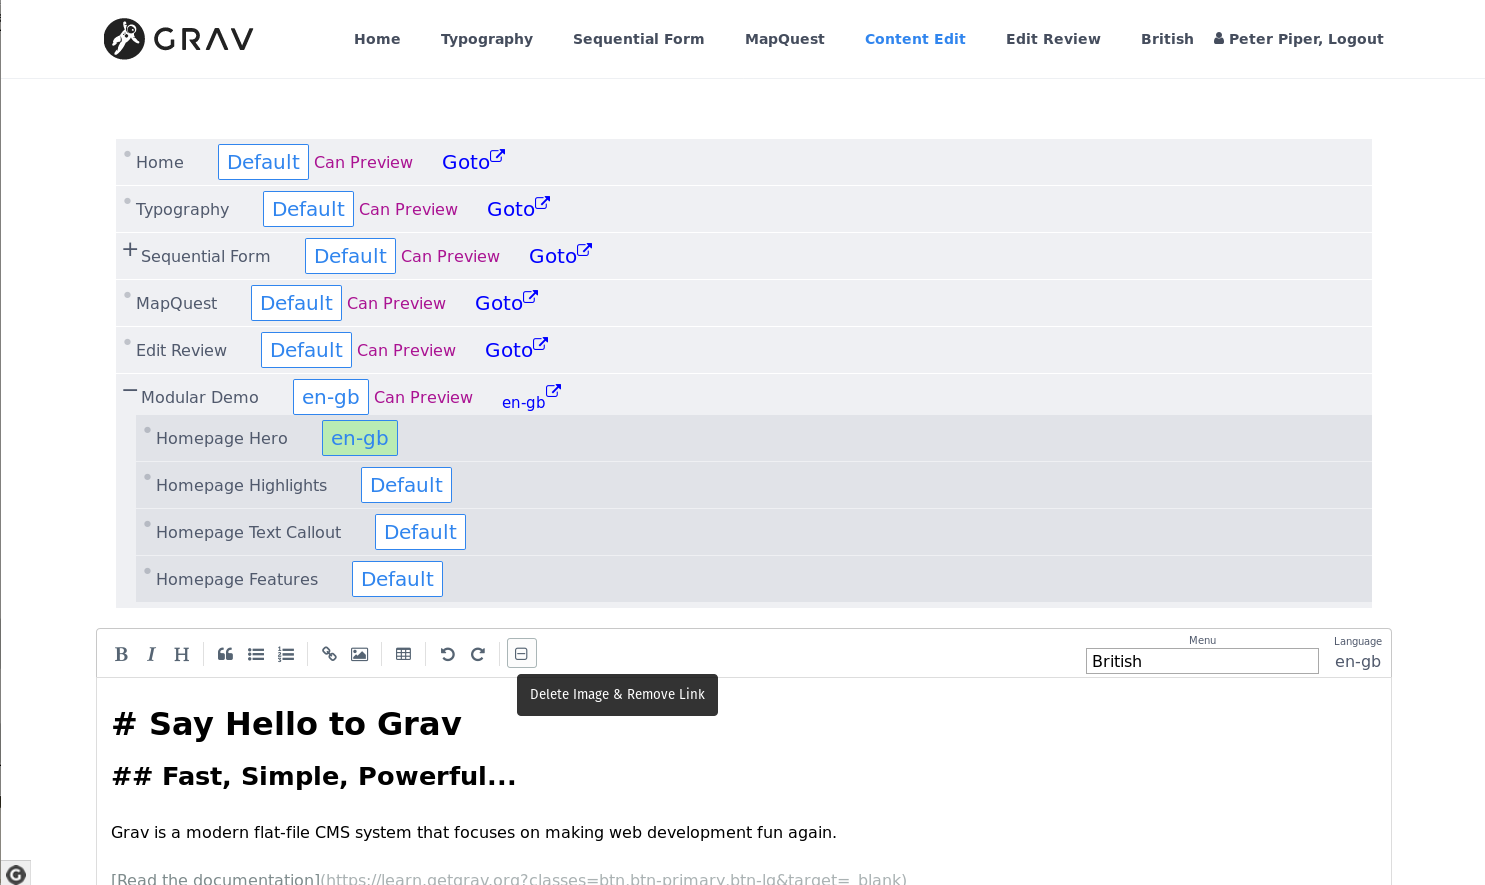 GRAV Home Typography Sequential Form MapQuest Content Edit Edit Review British Peter Piper, Logout
Home Default Can Preview Goto
Typography Default Can Preview Goto
+ Sequential Form Default Can Preview Goto
MapQuest Default Can Preview Goto
Edit Review Default Can Preview Goto
− Modular Demo en-gb Can Preview en-gb
Homepage Hero en-gb
Homepage Highlights Default
Homepage Text Callout Default
Homepage Features Default
Menu Language
B I H British en-gb
Delete Image & Remove Link
# Say Hello to Grav
## Fast, Simple, Powerful...
Grav is a modern flat-file CMS system that focuses on making web development fun again.
[Read the documentation](https://learn.getgrav.org?classes=btn,btn-primary,btn-lg&target=_blank)